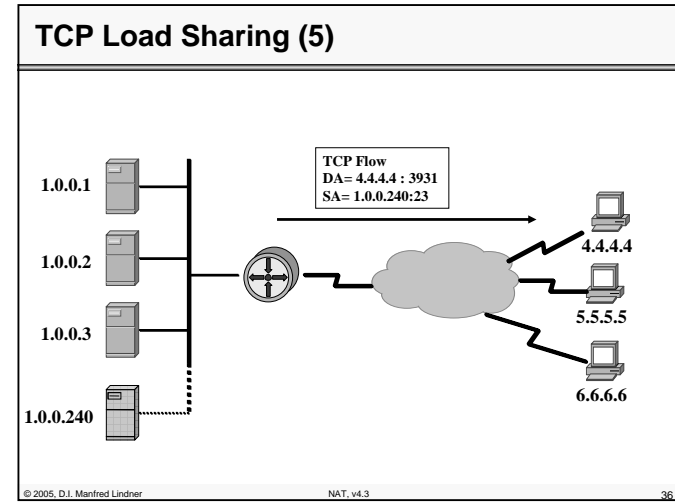 TCP Load Sharing (5)
TCP Flow
DA= 4.4.4.4 : 3931
SA= 1.0.0.240:23
1.0.0.1
1.0.0.2
1.0.0.3
1.0.0.240
4.4.4.4
5.5.5.5
6.6.6.6
© 2005, D.I. Manfred Lindner
NAT, v4.3
36